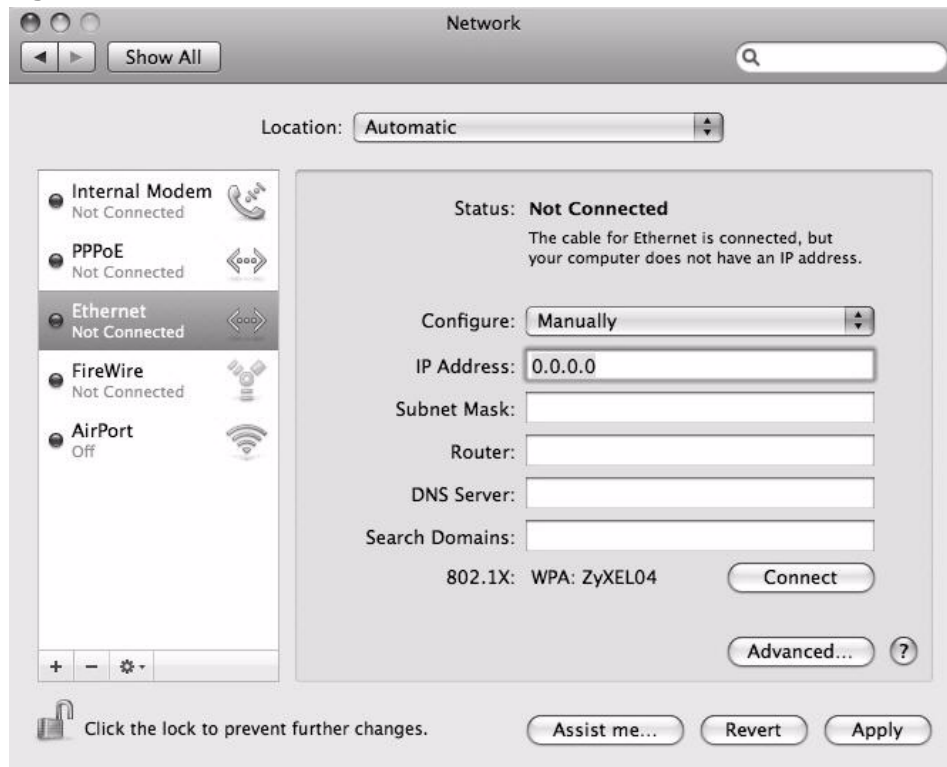 Network
Show All
Location: Automatic
Internal Modem
Not Connected
PPPoE
Not Connected
Ethernet
Not Connected
FireWire
Not Connected
AirPort
Off
Status: Not Connected
The cable for Ethernet is connected, but
your computer does not have an IP address.
Configure: Manually
IP Address: 0.0.0.0
Subnet Mask:
Router:
DNS Server:
Search Domains:
802.1X: WPA: ZyXEL04 Connect
Advanced... ?
Click the lock to prevent further changes.
Assist me... Revert Apply